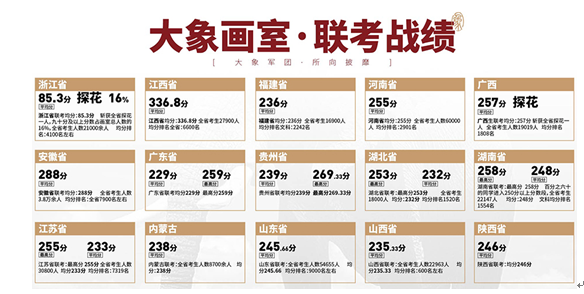 大象画室·联考战绩
[ 大象军团·所向披靡 ]
浙江省
85.3分 探花 16%
平均分
浙江省联考均分:85.3分 斩获全省探花
一人,九十分及以上分数占画室总人数的
16%,全省考生人数21000余人 均分排
名:4100名左右
江西省
336.8分
平均分
江西省均分:336.8分 全省考生27900人
均分排名全省:6600名
福建省
236分
平均分
福建省均分:236分 全省考生16900人
均分排名文科:2242名
河南省
255分
平均分
河南省均分:255分 全省考生人数60000
人 均分排名:2901名
广西
257分 探花
平均分
广西生联考均分:257分 斩获全省探花一
人 全省考生人数19019人 均分排名:
1808名
安徽省
288分
平均分
安徽省联考均分:288分 全省考生人数
3.8万余人 均分排名:全省7900名左右
广东省
229分 259分
平均分 最高分
广东省联考均分229分 最高分259分
贵州省
239分 269.33分
平均分 最高分
贵州省联考均分239分 最高分269.33分
湖北省
253分 232分
最高分 平均分
湖北省联考:最高分253分 全省考生
18000人 均分:232分 均分排名1520名
湖南省
258分 248分
最高分 平均分
湖南省联考:最高分 258分 百分之六十
的同学进入250分以上分数段,全省考生
22147人 均分:248分 文科均分排名
1554名
江苏省
255分 233分
最高分 平均分
江苏省联考:最高分 255分 全省考生人数
30800人 均分233分 均分排名:7319名
内蒙古
238分
平均分
内蒙古联考:全省考生人数8700余人 均
分:238分
山东省
245.66分
平均分
山东省联考:全省考生人数54655人 均
分245.66 均分排名:9000名左右
山西省
235.33分
平均分
山西省联考:全省考生22963人 均分
235.33 均分排名:600名左右
陕西省
246分
平均分
陕西省联考:均分246分